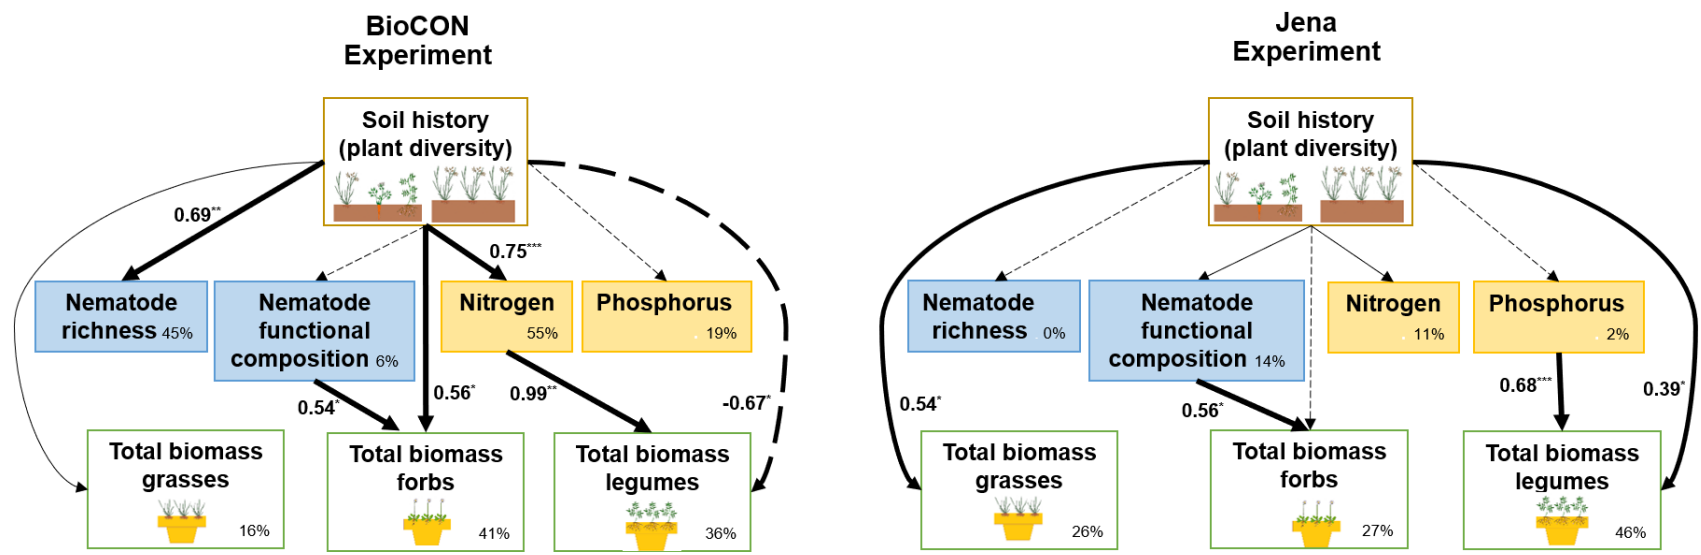 BioCON
Experiment
Soil history
(plant diversity)
0.69**
0.75***
Nematode
richness 45%
Nematode
functional
composition 6%
Nitrogen
55%
Phosphorus
19%
0.54*
0.56*
0.99**
-0.67*
Total biomass
grasses
16%
Total biomass
forbs
41%
Total biomass
legumes
36%
Jena
Experiment
Soil history
(plant diversity)
Nematode
richness 0%
Nematode
functional
composition 14%
Nitrogen
11%
Phosphorus
2%
0.54*
0.56*
0.68***
0.39*
Total biomass
grasses
26%
Total biomass
forbs
27%
Total biomass
legumes
46%